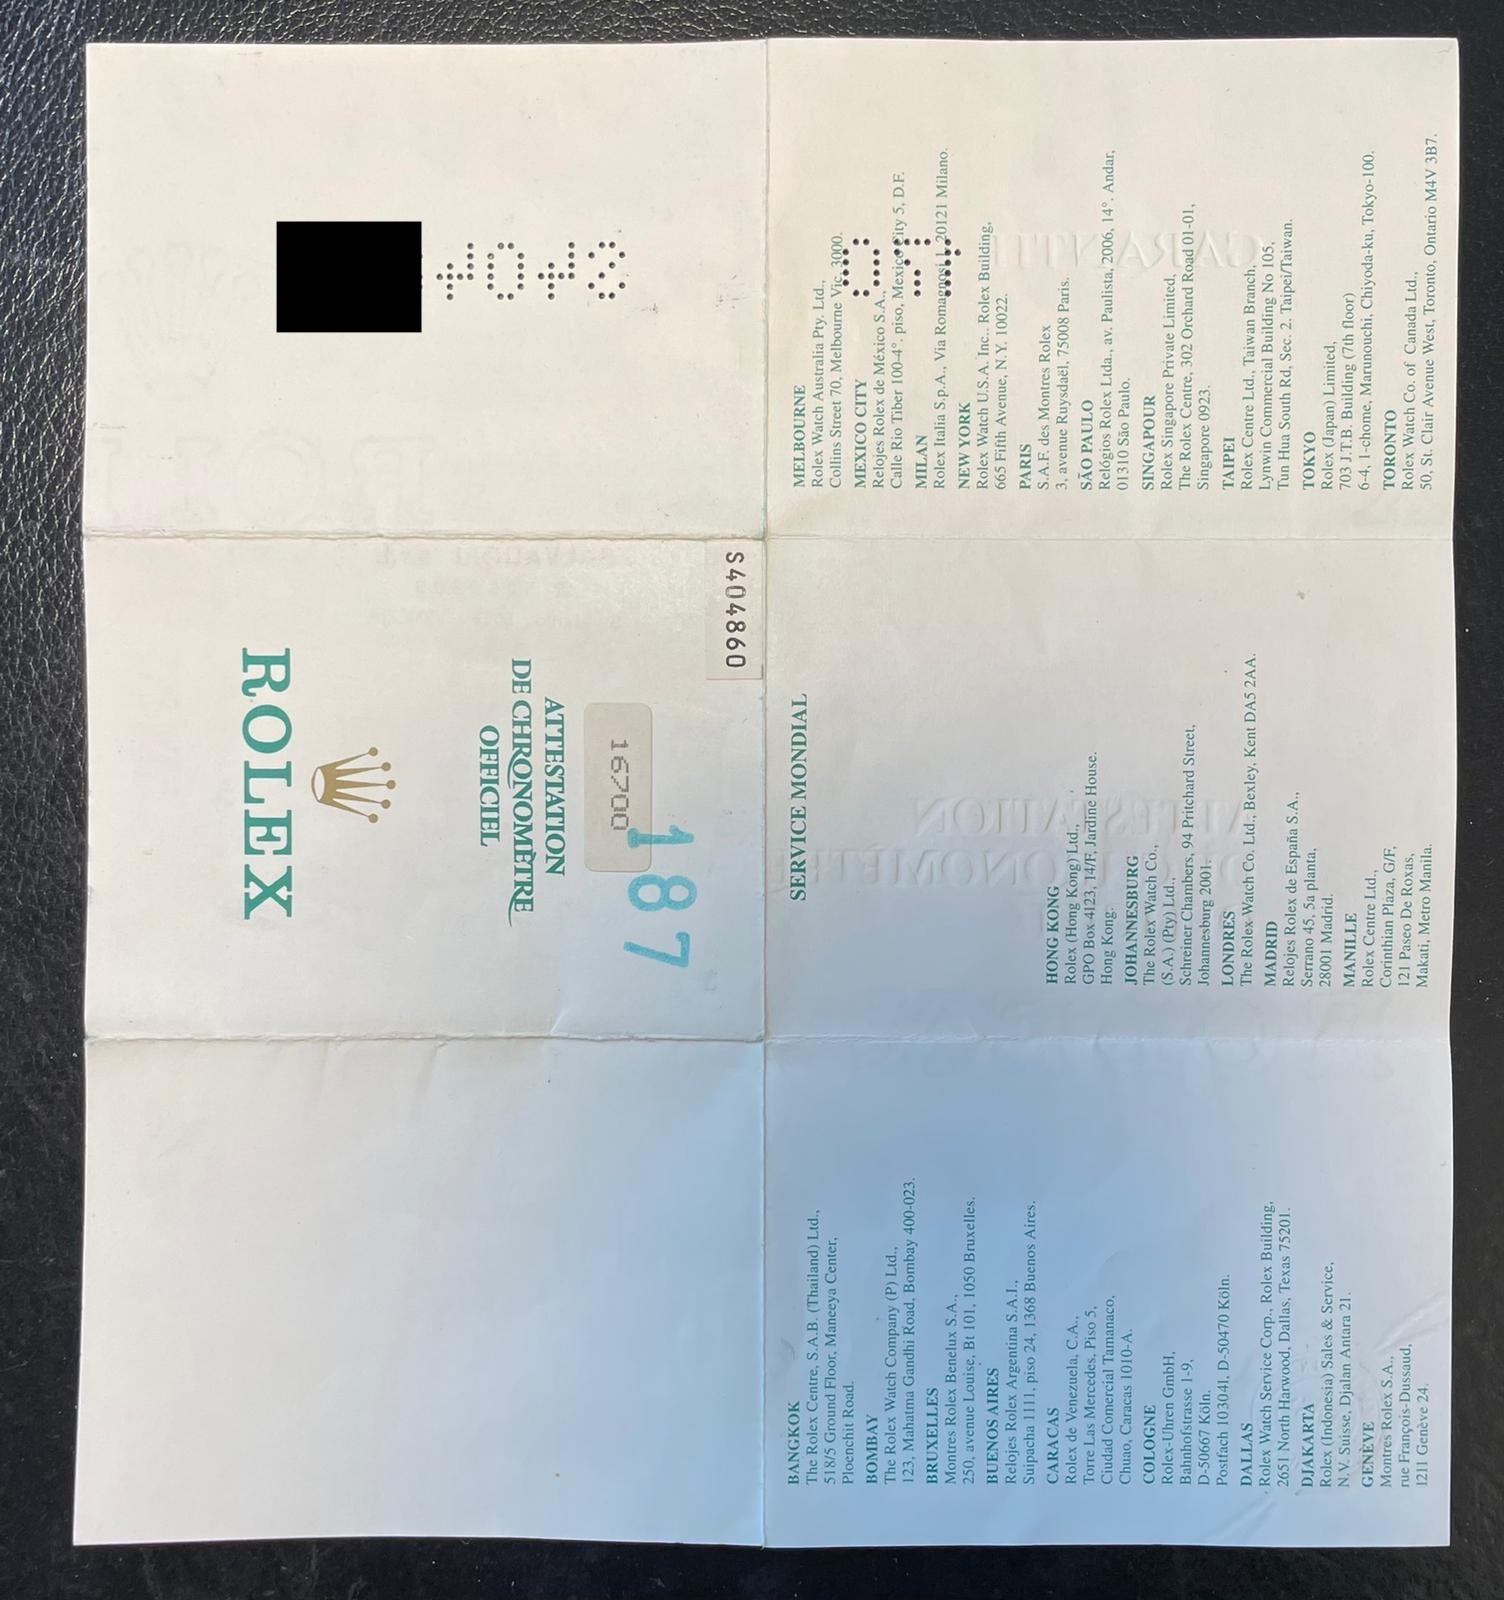 ROLEX
ATTESTATION
DE CHRONOMÈTRE
OFFICIEL
16700
187
S404860
S404
SERVICE MONDIAL
BANGKOK
The Rolex Centre, S.A.B. (Thailand) Ltd.,
518/5 Ground Floor, Maneeya Center,
Ploenchit Road.
BOMBAY
The Rolex Watch Company (P) Ltd.,
123, Mahatma Gandhi Road, Bombay 400-023.
BRUXELLES
Montres Rolex Benelux S.A.,
250, avenue Louise, Bt 101, 1050 Bruxelles.
BUENOS AIRES
Relojes Rolex Argentina S.A.I.,
Suipacha 1111, piso 24, 1368 Buenos Aires.
CARACAS
Rolex de Venezuela, C.A.,
Torre Las Mercedes, Piso 5,
Ciudad Comercial Tamanaco,
Chuao, Caracas 1010-A.
COLOGNE
Rolex-Uhren GmbH,
Bahnhofstrasse 1-9,
D-50667 Köln.
Postfach 103041, D-50470 Köln.
DALLAS
Rolex Watch Service Corp., Rolex Building,
2651 North Harwood, Dallas, Texas 75201.
DJAKARTA
Rolex (Indonesia) Sales & Service,
N.V. Suisse, Djalan Antara 21.
GENÈVE
Montres Rolex S.A.,
rue François-Dussaud,
1211 Genève 24.
HONG KONG
Rolex (Hong Kong) Ltd.,
GPO Box 4123, 14/F, Jardine House.
Hong Kong.
JOHANNESBURG
The Rolex Watch Co.,
(S.A.) (Pty) Ltd.,
Schreiner Chambers, 94 Pritchard Street,
Johannesburg 2001.
LONDRES
The Rolex Watch Co. Ltd., Bexley, Kent DA5 2AA.
MADRID
Relojes Rolex de España S.A.,
Serrano 45, 5a planta,
28001 Madrid.
MANILLE
Rolex Centre Ltd.,
Corinthian Plaza, G/F,
121 Paseo De Roxas,
Makati, Metro Manila.
MELBOURNE
Rolex Watch Australia Pty. Ltd.,
Collins Street 70, Melbourne Vic. 3000.
MEXICO CITY
Relojes Rolex de México S.A.,
Calle Rio Tiber 100-4°. piso, Mexico City 5, D.F.
MILAN
Rolex Italia S.p.A., Via Romagnosi 1, 20121 Milano.
NEW YORK
Rolex Watch U.S.A. Inc.. Rolex Building,
665 Fifth Avenue, N.Y. 10022.
PARIS
S.A.F. des Montres Rolex
3, avenue Ruysdaël, 75008 Paris.
SÃO PAULO
Relógios Rolex Ltda., av. Paulista, 2006, 14°. Andar,
01310 São Paulo.
SINGAPOUR
Rolex Singapore Private Limited,
The Rolex Centre, 302 Orchard Road 01-01,
Singapore 0923.
TAIPEI
Rolex Centre Ltd., Taiwan Branch,
Lynwin Commercial Building No 105,
Tun Hua South Rd, Sec. 2. Taipei/Taiwan.
TOKYO
Rolex (Japan) Limited,
703 J.T.B. Building (7th floor)
6-4, 1-chome, Marunouchi, Chiyoda-ku, Tokyo-100.
TORONTO
Rolex Watch Co. of Canada Ltd.,
50, St. Clair Avenue West, Toronto, Ontario M4V 3B7.